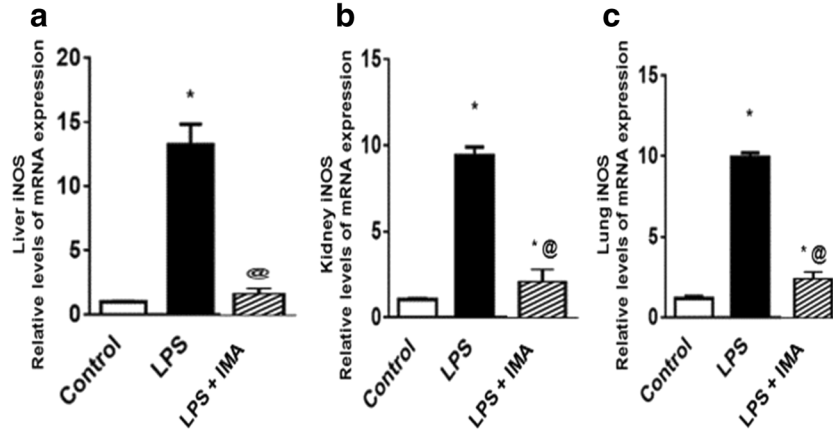 a
Liver iNOS
Relative levels of mRNA expression
20
15
10
5
0
*
@
Control
LPS
LPS + IMA
b
Kidney iNOS
Relative levels of mRNA expression
15
10
5
0
*
* @
Control
LPS
LPS + IMA
c
Lung iNOS
Relative levels of mRNA expression
15
10
5
0
*
* @
Control
LPS
LPS + IMA